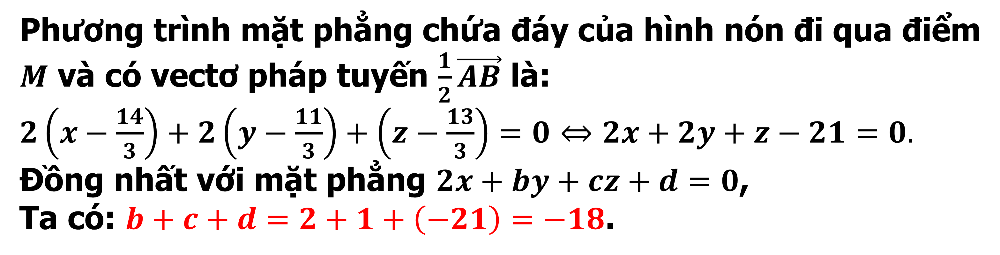 Phương trình mặt phẳng chứa đáy của hình nón đi qua điểm
M và có vectơ pháp tuyến \frac{1}{2}\overrightarrow{AB} là:
2\left(x-\frac{14}{3}\right)+2\left(y-\frac{11}{3}\right)+\left(z-\frac{13}{3}\right)=0 ⇔ 2x+2y+z-21=0.
Đồng nhất với mặt phẳng 2x+by+cz+d=0,
Ta có: b+c+d=2+1+(-21)=-18.